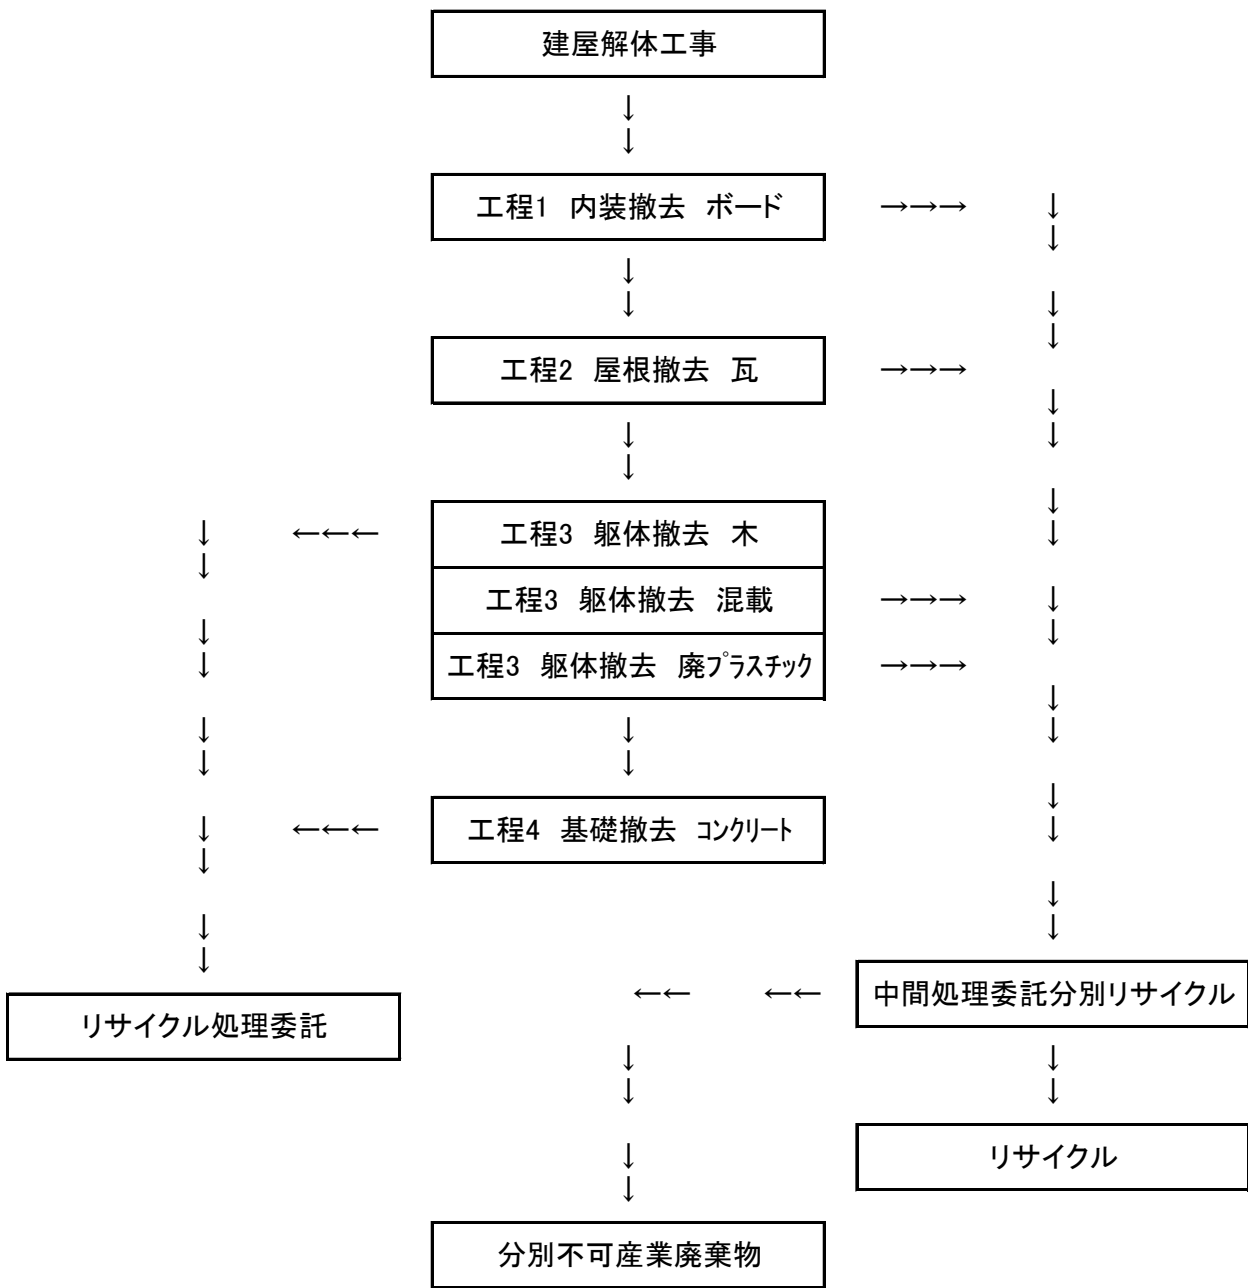 建屋解体工事
↓
↓
工程1　内装撤去　ボード　→→→　↓
↓
↓　↓
↓　↓
工程2　屋根撤去　瓦　→→→
↓
↓　↓
↓
↓
↓　←←←　工程3　躯体撤去　木　↓
↓
工程3　躯体撤去　混載　→→→　↓
↓　↓
↓　工程3　躯体撤去　廃プラスチック　→→→
↓
↓　↓　↓
↓　↓
↓
↓　←←←　工程4　基礎撤去　コンクリート　↓
↓
↓
↓　↓
↓
←←　←←　中間処理委託分別リサイクル
リサイクル処理委託
↓　↓
↓　↓
↓　リサイクル
↓
分別不可産業廃棄物